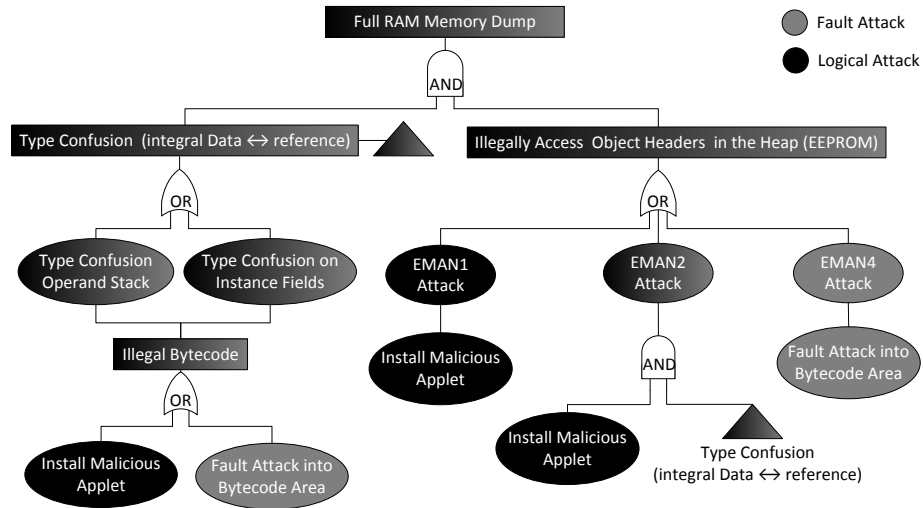 Full RAM Memory Dump
Fault Attack
Logical Attack
AND
Type Confusion (integral Data ↔ reference)
Illegally Access Object Headers in the Heap (EEPROM)
OR
OR
Type Confusion
Operand Stack
Type Confusion on
Instance Fields
EMAN1
Attack
EMAN2
Attack
EMAN4
Attack
Illegal Bytecode
Install Malicious
Applet
AND
Fault Attack into
Bytecode Area
OR
Install Malicious
Applet
Fault Attack into
Bytecode Area
Install Malicious
Applet
Type Confusion
(integral Data ↔ reference)